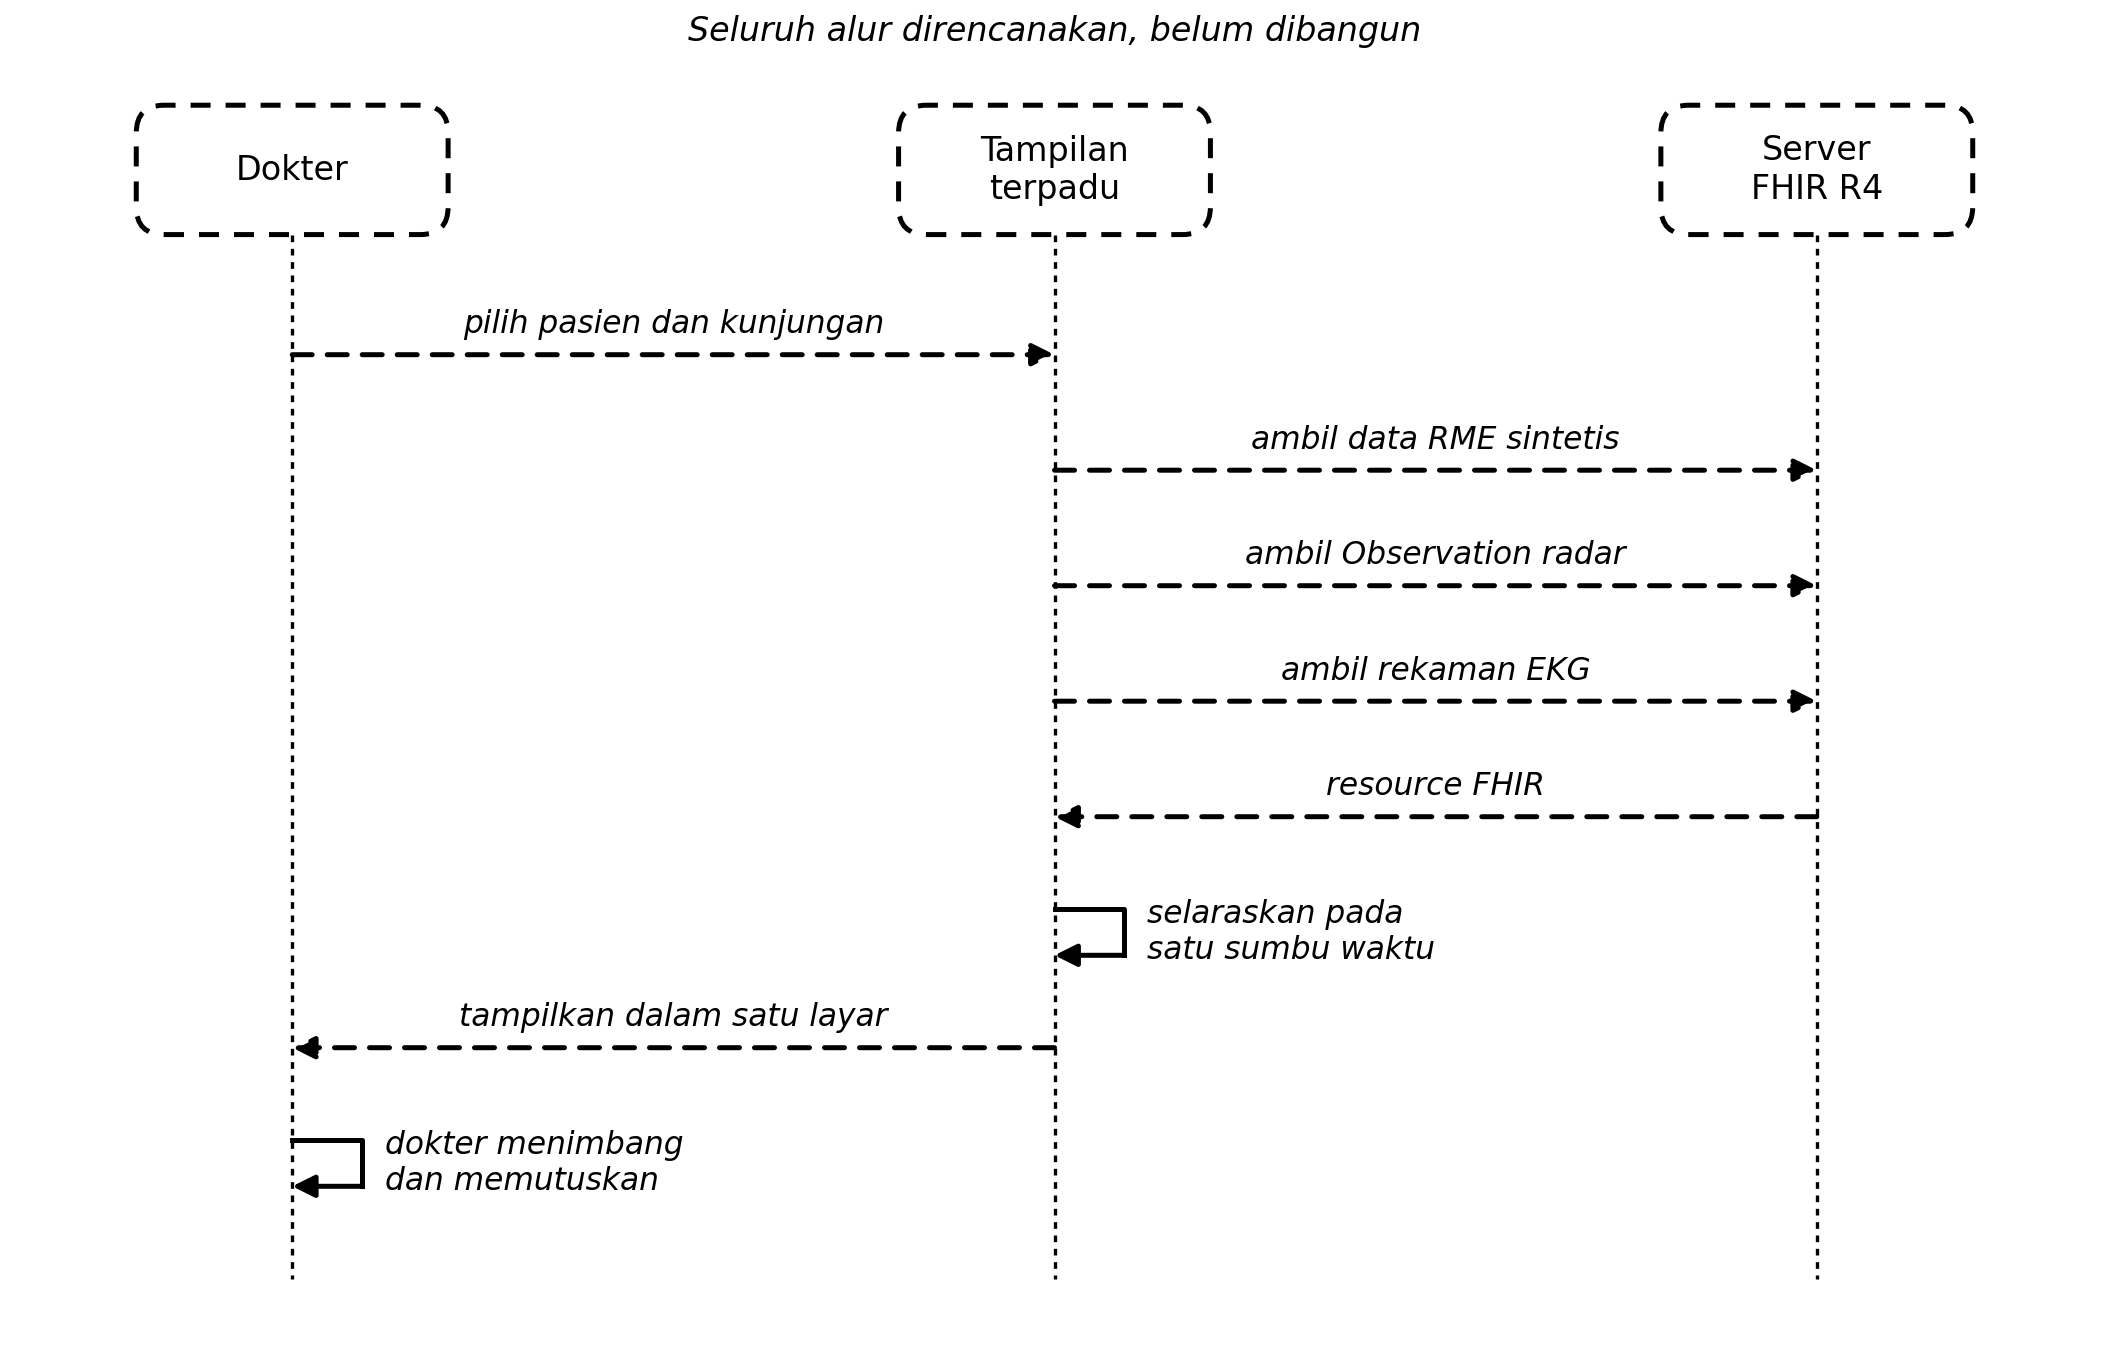 Seluruh alur direncanakan, belum dibangun
Dokter
Tampilan
terpadu
Server
FHIR R4
pilih pasien dan kunjungan
ambil data RME sintetis
ambil Observation radar
ambil rekaman EKG
resource FHIR
selaraskan pada
satu sumbu waktu
tampilkan dalam satu layar
dokter menimbang
dan memutuskan